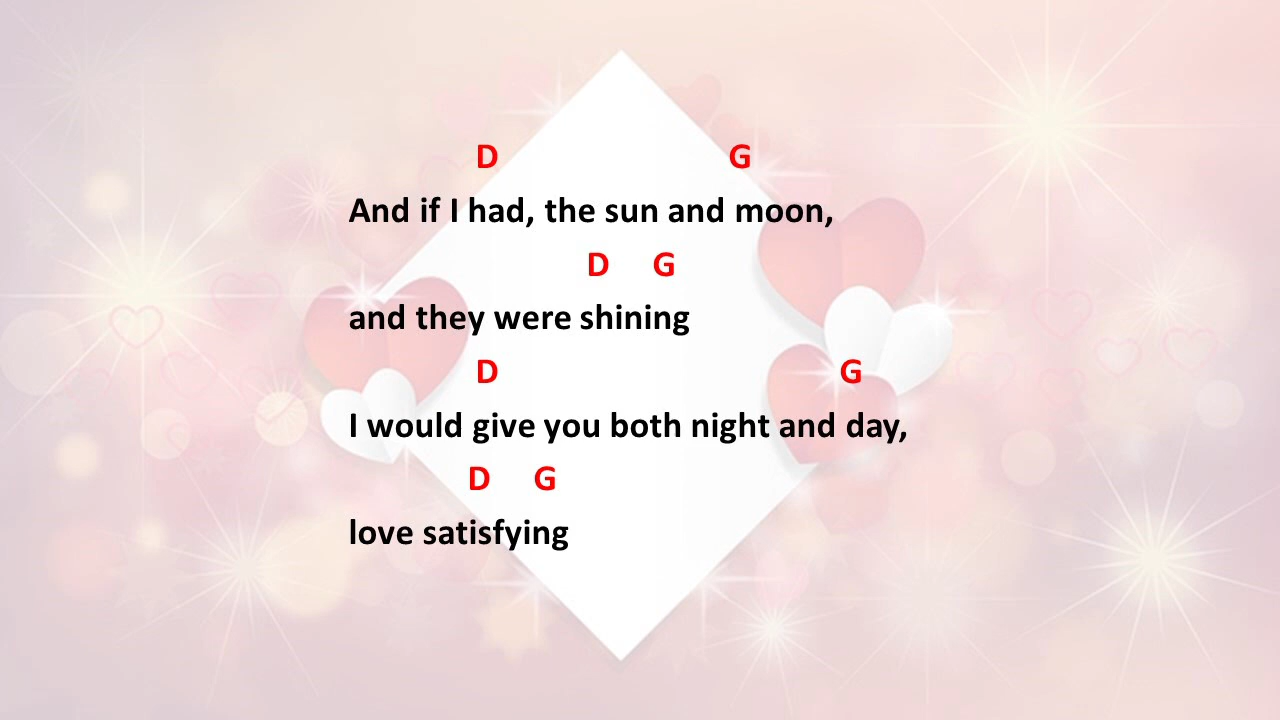 D G
And if I had, the sun and moon,
D G
and they were shining
D G
I would give you both night and day,
D G
love satisfying